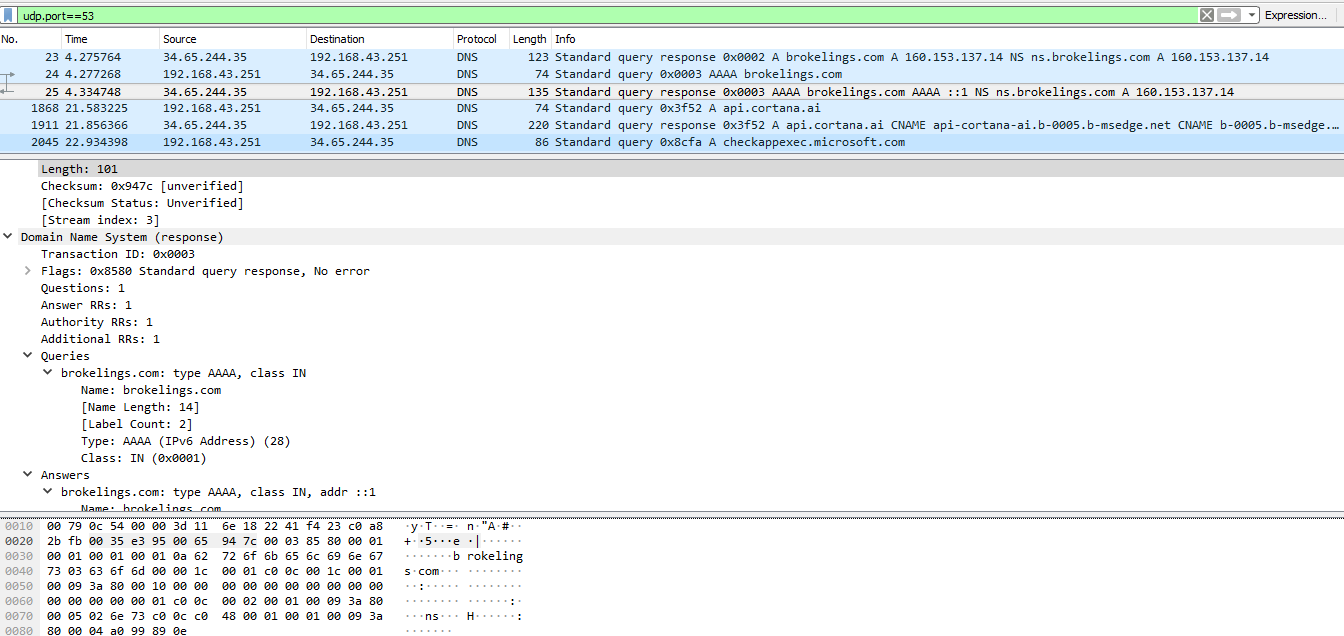 udp.port==53 Expression…
No. Time Source Destination Protocol Length Info
23 4.275764 34.65.244.35 192.168.43.251 DNS 123 Standard query response 0x0002 A brokelings.com A 160.153.137.14 NS ns.brokelings.com A 160.153.137.14
24 4.277268 192.168.43.251 34.65.244.35 DNS 74 Standard query 0x0003 AAAA brokelings.com
25 4.334748 34.65.244.35 192.168.43.251 DNS 135 Standard query response 0x0003 AAAA brokelings.com AAAA ::1 NS ns.brokelings.com A 160.153.137.14
1868 21.583225 192.168.43.251 34.65.244.35 DNS 74 Standard query 0x3f52 A api.cortana.ai
1911 21.856366 34.65.244.35 192.168.43.251 DNS 220 Standard query response 0x3f52 A api.cortana.ai CNAME api-cortana-ai.b-0005.b-msedge.net CNAME b-0005.b-msedge.…
2045 22.934398 192.168.43.251 34.65.244.35 DNS 86 Standard query 0x8cfa A checkappexec.microsoft.com
Length: 101
Checksum: 0x947c [unverified]
[Checksum Status: Unverified]
[Stream index: 3]
Domain Name System (response)
Transaction ID: 0x0003
Flags: 0x8580 Standard query response, No error
Questions: 1
Answer RRs: 1
Authority RRs: 1
Additional RRs: 1
Queries
brokelings.com: type AAAA, class IN
Name: brokelings.com
[Name Length: 14]
[Label Count: 2]
Type: AAAA (IPv6 Address) (28)
Class: IN (0x0001)
Answers
brokelings.com: type AAAA, class IN, addr ::1
Name: brokelings.com
0010 00 79 0c 54 00 00 3d 11 6e 18 22 41 f4 23 c0 a8 ·y·T··=· n·"A·#··
0020 2b fb 00 35 e3 95 00 65 94 7c 00 03 85 80 00 01 +··5···e ·|······
0030 00 01 00 01 00 01 0a 62 72 6f 6b 65 6c 69 6e 67 ·······b rokeling
0040 73 03 63 6f 6d 00 00 1c 00 01 c0 0c 00 1c 00 01 s·com··· ········
0050 00 09 3a 80 00 10 00 00 00 00 00 00 00 00 00 00 ··:····· ········
0060 00 00 00 00 00 01 c0 0c 00 02 00 01 00 09 3a 80 ········ ······:·
0070 00 05 02 6e 73 c0 0c c0 48 00 01 00 01 00 09 3a ···ns··· H······:
0080 80 00 04 a0 99 89 0e ·······